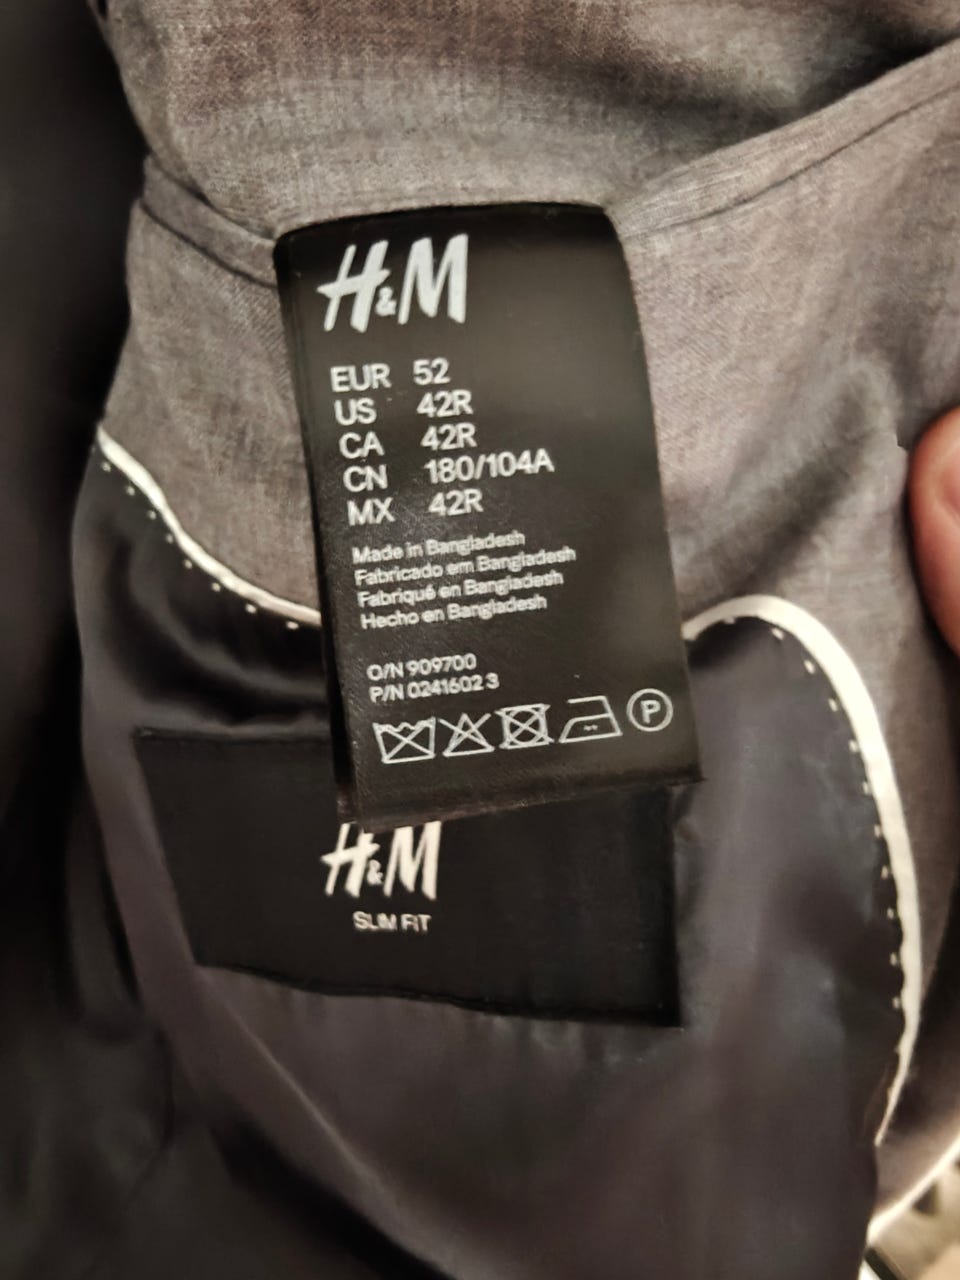 H&M
EUR 52
US 42R
CA 42R
CN 180/104A
MX 42R
Made in Bangladesh
Fabricado em Bangladesh
Fabriqué en Bangladesh
Hecho en Bangladesh
O/N 909700
P/N 0241602 3
P
H&M
SLIM FIT